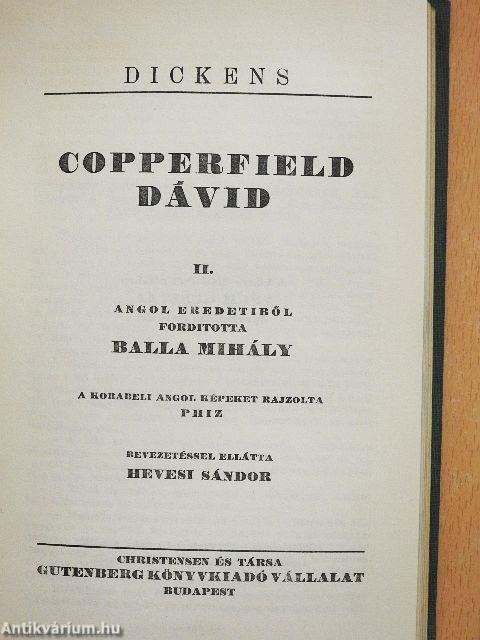 DICKENS
COPPERFIELD
DÁVID
II.
ANGOL EREDETIBŐL
FORDITOTTA
BALLA MIHÁLY
A KORABELI ANGOL KÉPEKET RAJZOLTA
PHIZ
BEVEZETÉSSEL ELLÁTTA
HEVESI SÁNDOR
CHRISTENSEN ÉS TÁRSA
GUTENBERG KÖNYVKIADÓ VÁLLALAT
BUDAPEST
Antikvárium.hu